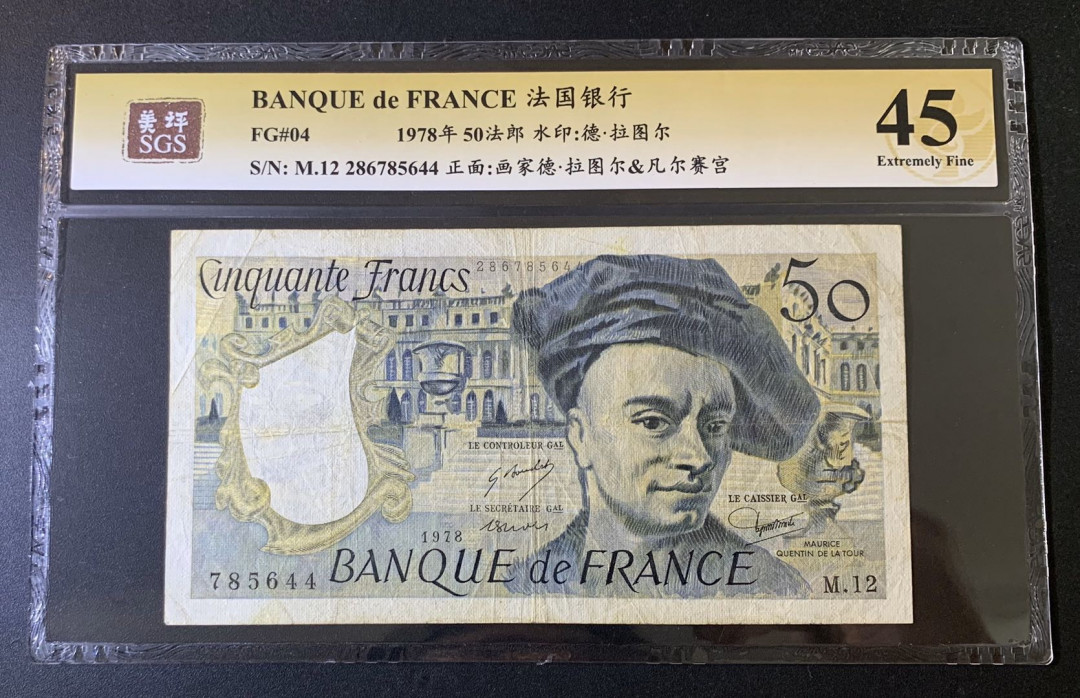 美评
SGS
BANQUE de FRANCE 法国银行
FG#04 1978年 50法郎 水印:德·拉图尔
S/N: M.12 286785644 正面:画家德·拉图尔&凡尔赛宫
45
Extremely Fine
Cinquante Francs
286785644
50
LE CONTROLEUR GAL
LE SECRÉTAIRE GAL
LE CAISSIER GAL
MAURICE
QUENTIN DE LA TOUR
1978
785644
BANQUE de FRANCE
M.12